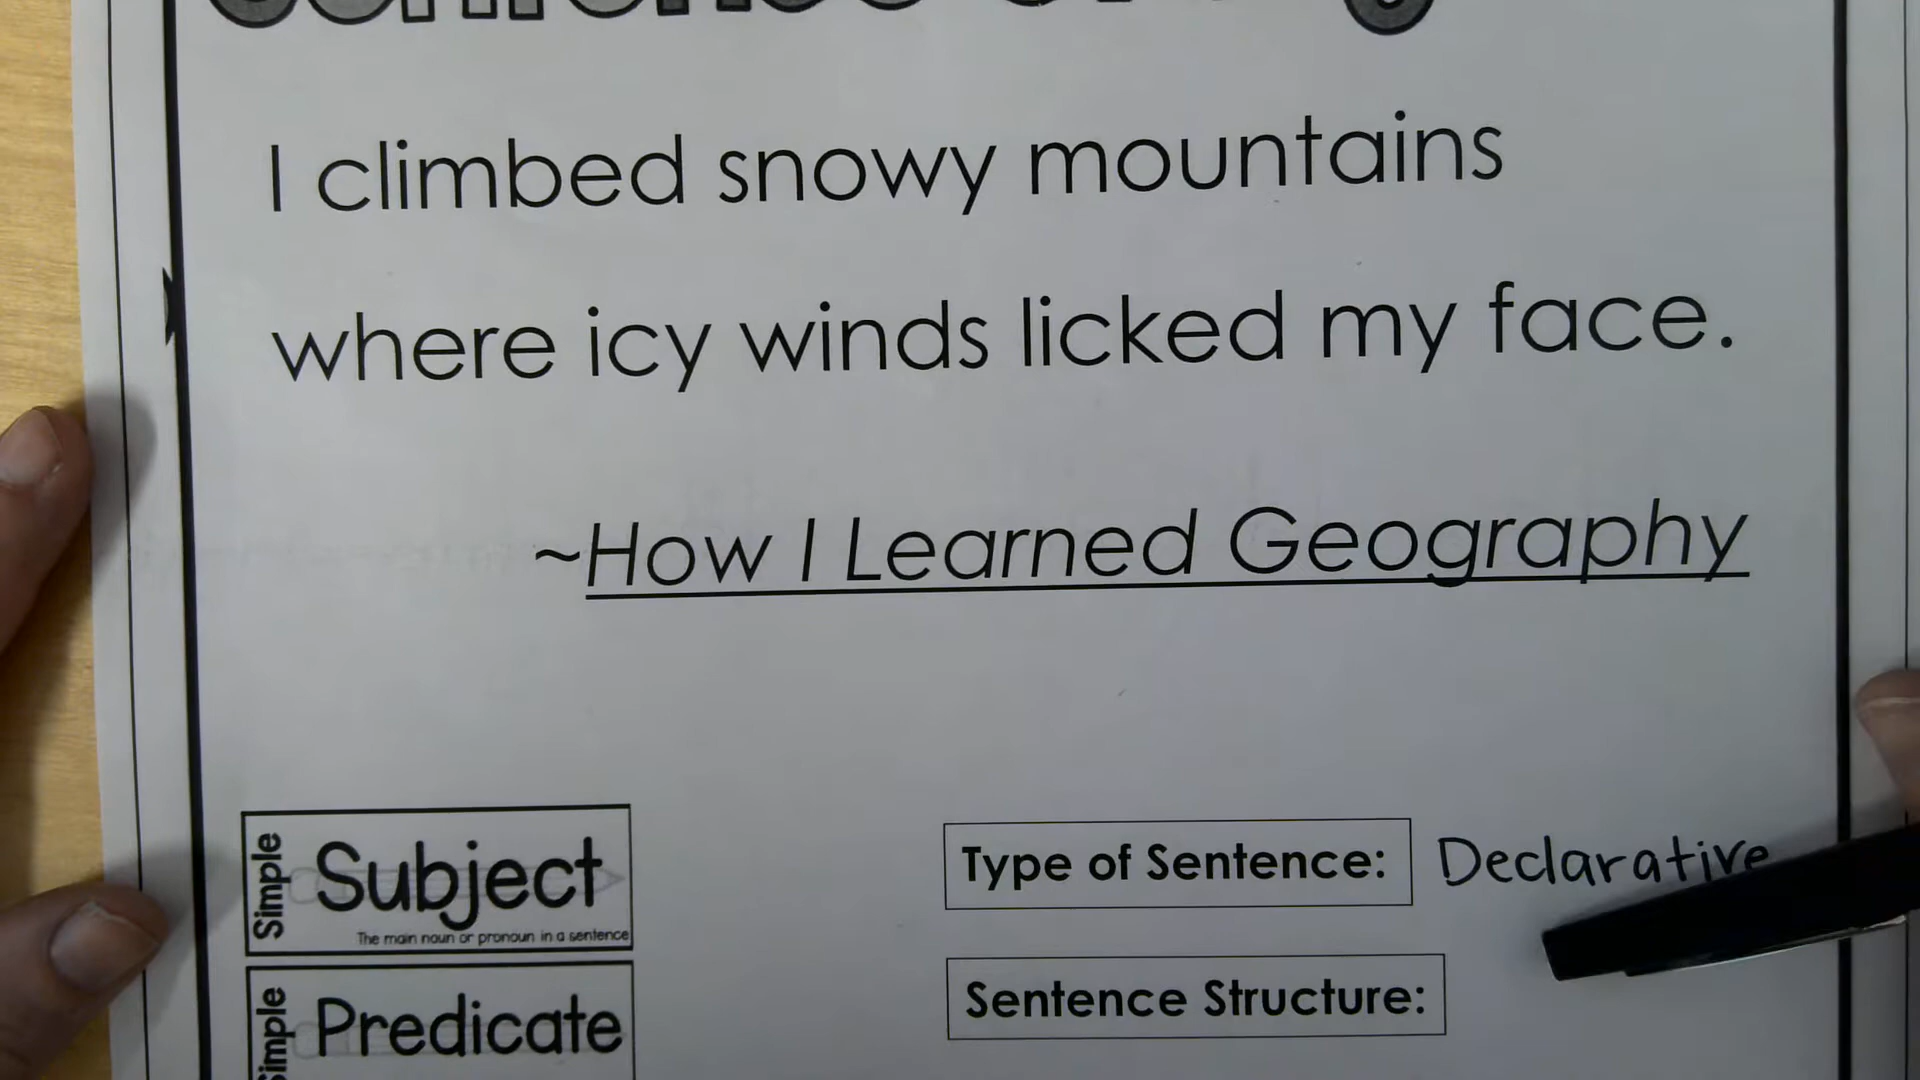 I climbed snowy mountains
where icy winds licked my face.
~How I Learned Geography
Simple Subject
The main noun or pronoun in a sentence
Type of Sentence: Declarative
Simple Predicate
Sentence Structure: